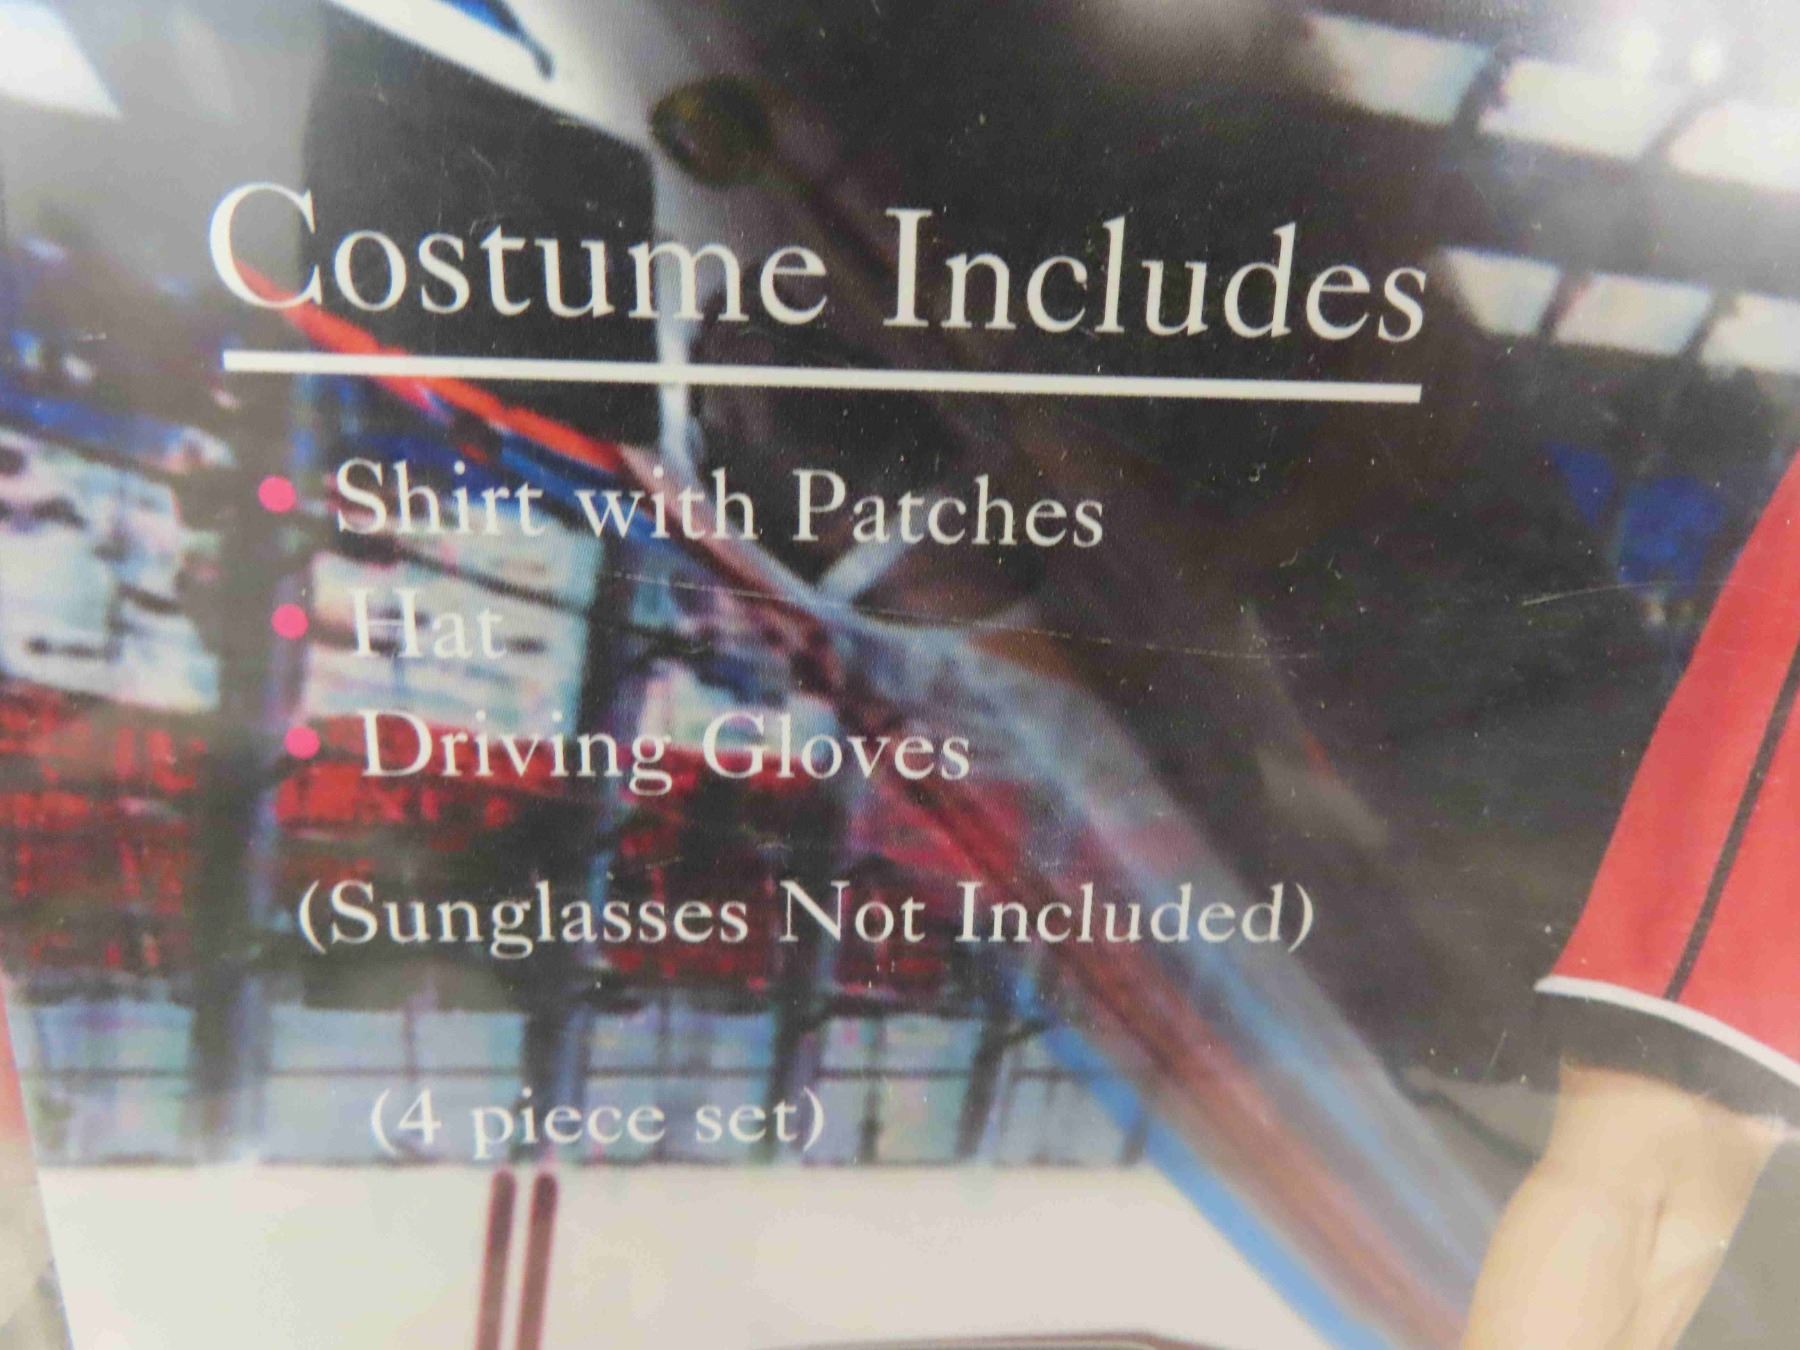 Costume Includes
• Shirt with Patches
• Hat
• Driving Gloves
(Sunglasses Not Included)
(4 piece set)